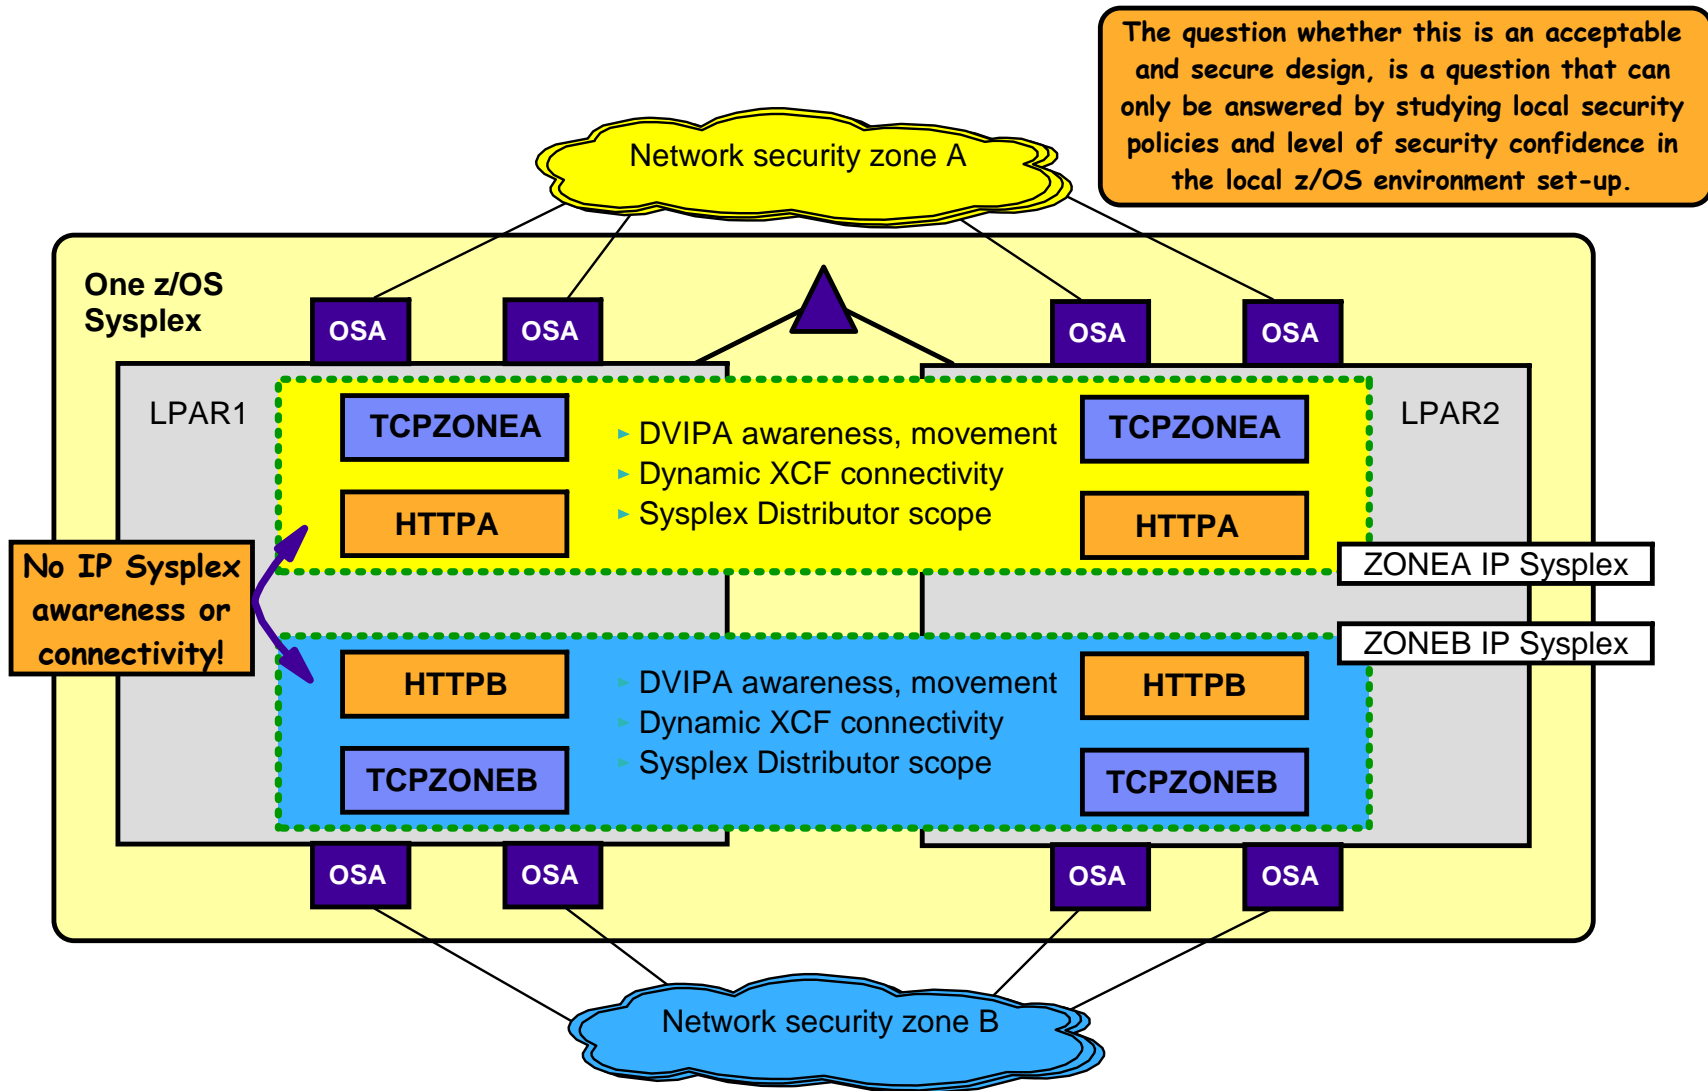 The question whether this is an acceptable
and secure design, is a question that can
only be answered by studying local security
policies and level of security confidence in
the local z/OS environment set-up.
Network security zone A
One z/OS
Sysplex
OSA
OSA
OSA
OSA
LPAR1
LPAR2
TCPZONEA
HTTPA
► DVIPA awareness, movement
► Dynamic XCF connectivity
► Sysplex Distributor scope
TCPZONEA
HTTPA
No IP Sysplex
awareness or
connectivity!
ZONEA IP Sysplex
ZONEB IP Sysplex
HTTPB
TCPZONEB
► DVIPA awareness, movement
► Dynamic XCF connectivity
► Sysplex Distributor scope
HTTPB
TCPZONEB
OSA
OSA
OSA
OSA
Network security zone B